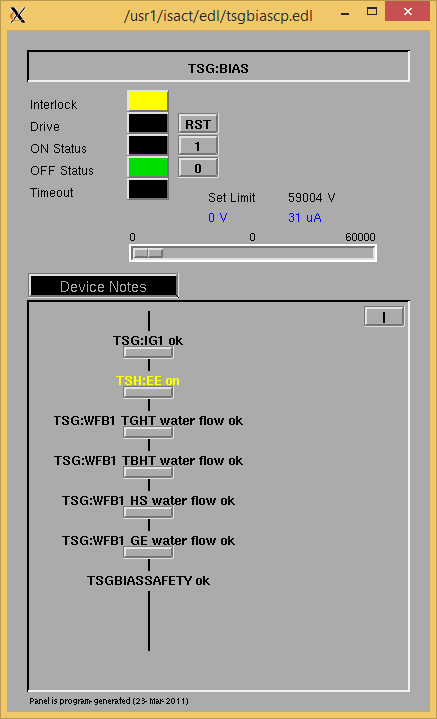 /usr1/isact/edl/tsgbiascp.edl
TSG:BIAS
Interlock
Drive RST
ON Status 1
OFF Status 0
Timeout
Set Limit 59004 V
0 V 31 uA
0 0 60000
Device Notes
I
TSG:IG1 ok
TSH:EE on
TSG:WFB1 TGHT water flow ok
TSG:WFB1 TBHT water flow ok
TSG:WFB1 HS water flow ok
TSG:WFB1 GE water flow ok
TSGBIASSAFETY ok
Panel is program-generated (23-Mar-2011)